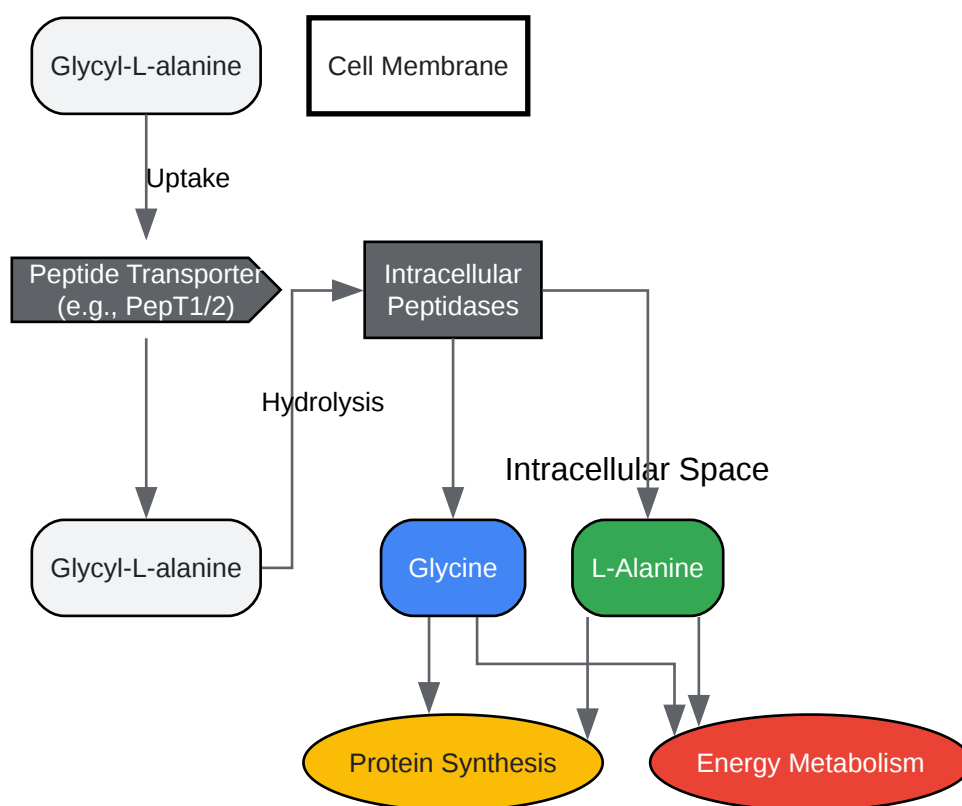 Glycyl-L-alanine
Cell Membrane
Uptake
Peptide Transporter
(e.g., PepT1/2)
Intracellular
Peptidases
Hydrolysis
Intracellular Space
Glycyl-L-alanine
Glycine
L-Alanine
Protein Synthesis
Energy Metabolism